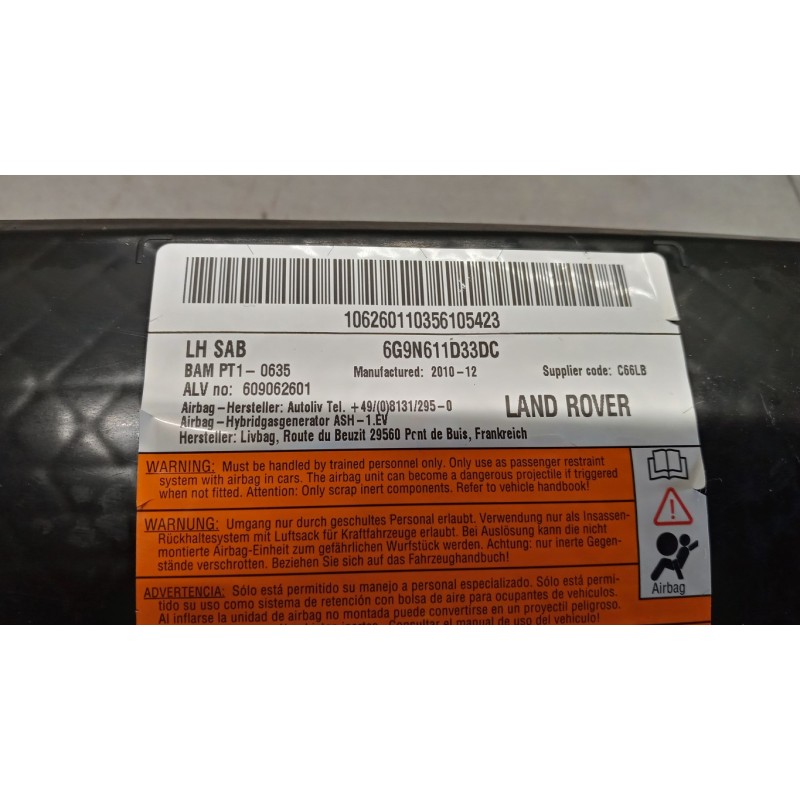 106260110356105423
LH SAB 6G9N611D33DC
BAM PT1-0635 Manufactured: 2010-12 Supplier code: C66LB
ALV no: 609062601
Airbag-Hersteller: Autoliv Tel. +49/(0)8131/295-0 LAND ROVER
Airbag-Hybridgasgenerator ASH-1.EV
Hersteller: Livbag, Route du Beuzit 29560 Pont de Buis, Frankreich
WARNING: Must be handled by trained personnel only. Only use as passenger restraint
system with airbag in cars. The airbag unit can become a dangerous projectile if triggered
when not fitted. Attention: Only scrap inert components. Refer to vehicle handbook!
WARNUNG: Umgang nur durch geschultes Personal erlaubt. Verwendung nur als Insassen-
Rückhaltesystem mit Luftsack für Kraftfahrzeuge erlaubt. Bei Auslösung kann die nicht
montierte Airbag-Einheit zum gefährlichen Wurfstück werden. Achtung: nur inerte Gegen-
stände verschrotten. Beziehen Sie sich auf das Fahrzeughandbuch!
Airbag
ADVERTENCIA: Sólo está permitido su manejo a personal especializado. Sólo está permi-
tido su uso como sistema de retención con bolsa de aire para ocupantes de vehículos.
Al inflarse la unidad de airbag no montada puede convertirse en un proyectil peligroso.